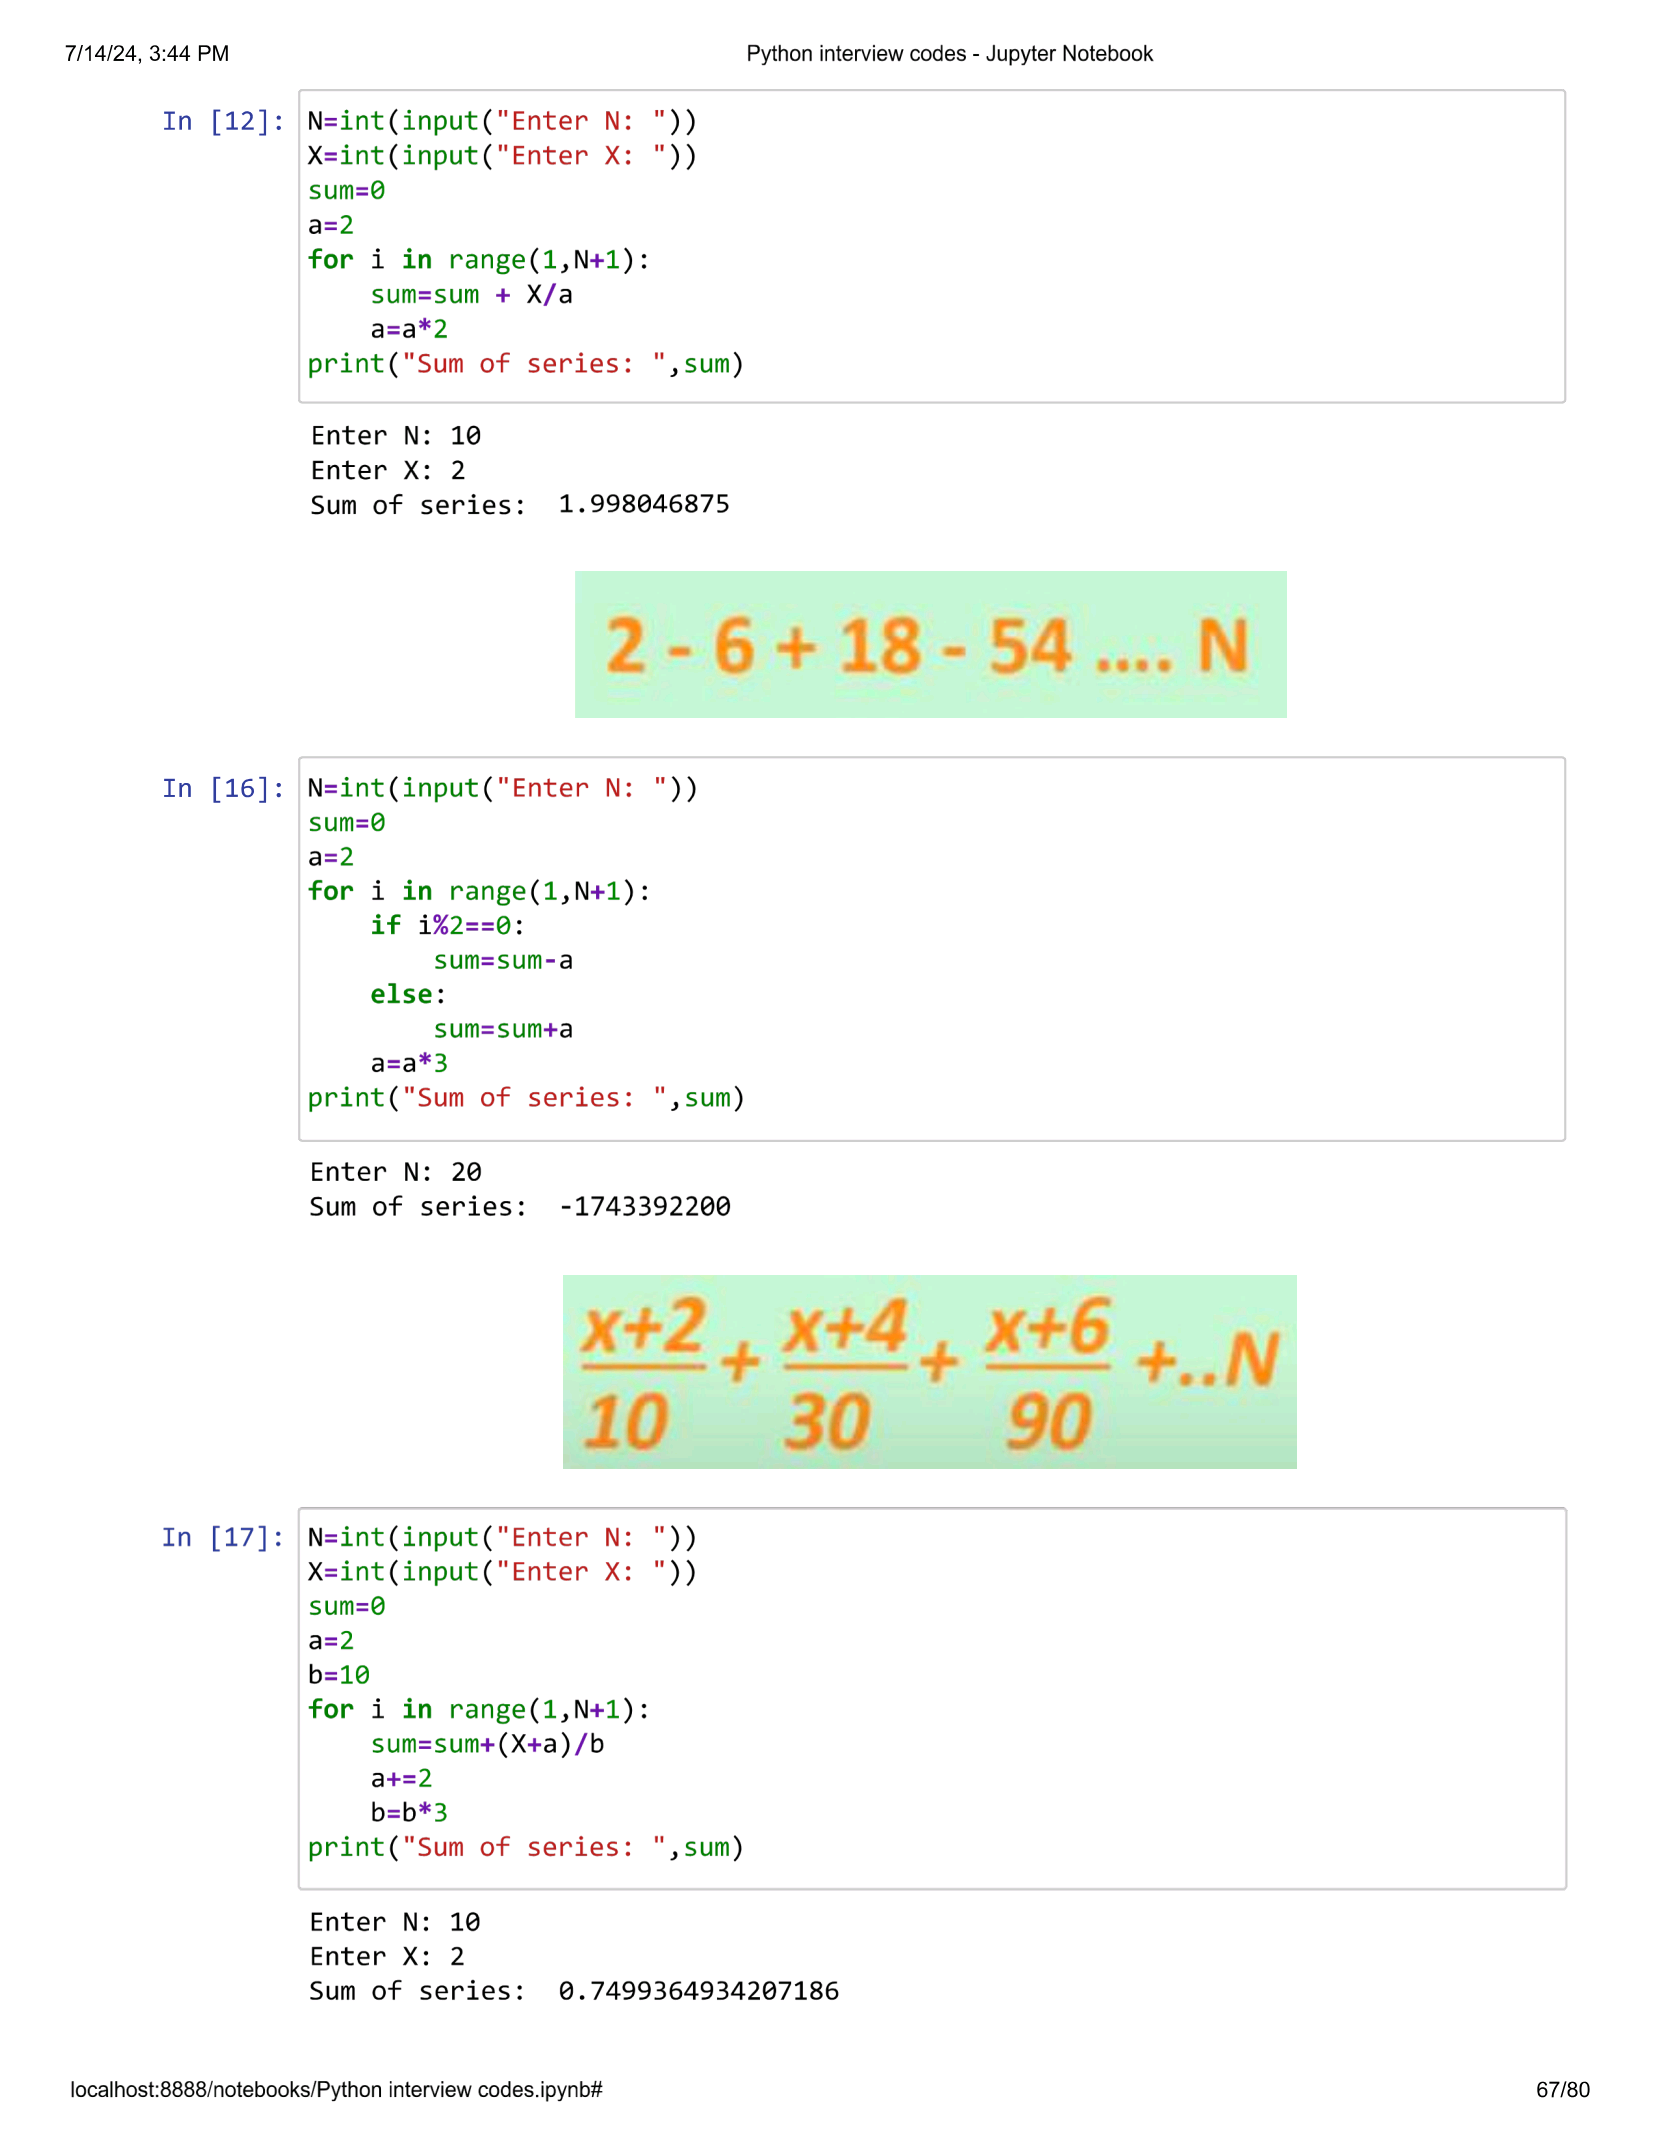 7/14/24, 3:44 PM Python interview codes - Jupyter Notebook
In [12]: N=int(input("Enter N: "))
X=int(input("Enter X: "))
sum=0
a=2
for i in range(1,N+1):
    sum=sum + X/a
    a=a*2
print("Sum of series: ",sum)
Enter N: 10
Enter X: 2
Sum of series:  1.998046875
2 - 6 + 18 - 54 .... N
In [16]: N=int(input("Enter N: "))
sum=0
a=2
for i in range(1,N+1):
    if i%2==0:
        sum=sum-a
    else:
        sum=sum+a
    a=a*3
print("Sum of series: ",sum)
Enter N: 20
Sum of series:  -1743392200
x+2 x+4 x+6
+ + +..N
10 30 90
In [17]: N=int(input("Enter N: "))
X=int(input("Enter X: "))
sum=0
a=2
b=10
for i in range(1,N+1):
    sum=sum+(X+a)/b
    a+=2
    b=b*3
print("Sum of series: ",sum)
Enter N: 10
Enter X: 2
Sum of series:  0.7499364934207186
localhost:8888/notebooks/Python interview codes.ipynb# 67/80